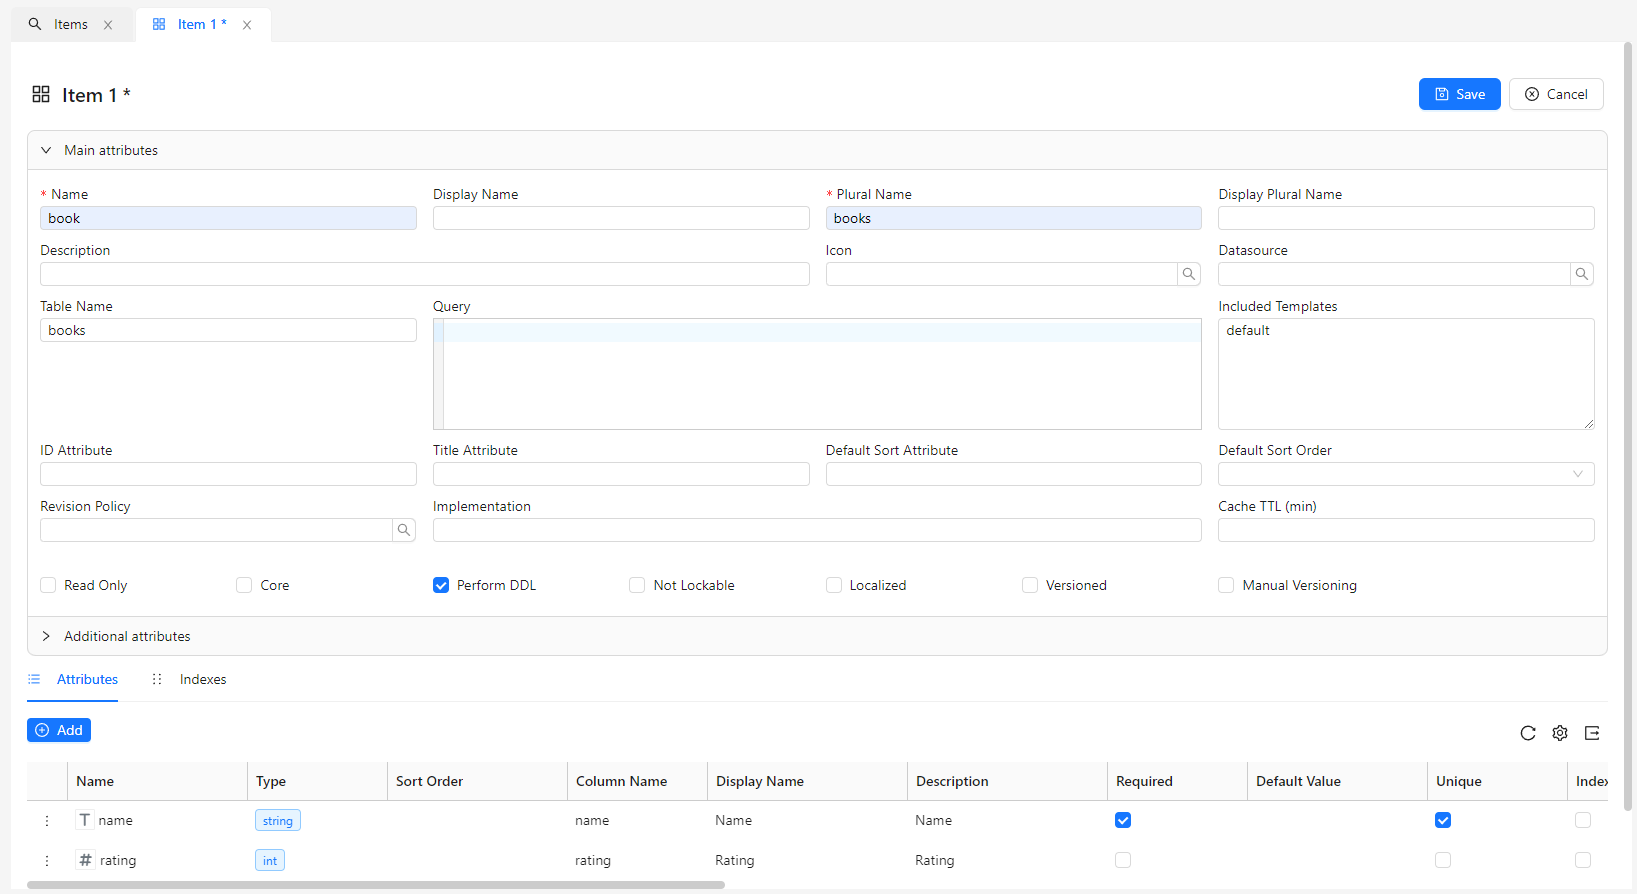 Items
Item 1 *
Item 1 *
Save
Cancel
Main attributes
* Name
Display Name
* Plural Name
Display Plural Name
book
books
Description
Icon
Datasource
Table Name
Query
Included Templates
books
default
ID Attribute
Title Attribute
Default Sort Attribute
Default Sort Order
Revision Policy
Implementation
Cache TTL (min)
Read Only
Core
Perform DDL
Not Lockable
Localized
Versioned
Manual Versioning
Additional attributes
Attributes
Indexes
Add
Name
Type
Sort Order
Column Name
Display Name
Description
Required
Default Value
Unique
Index
name
string
name
Name
Name
rating
int
rating
Rating
Rating